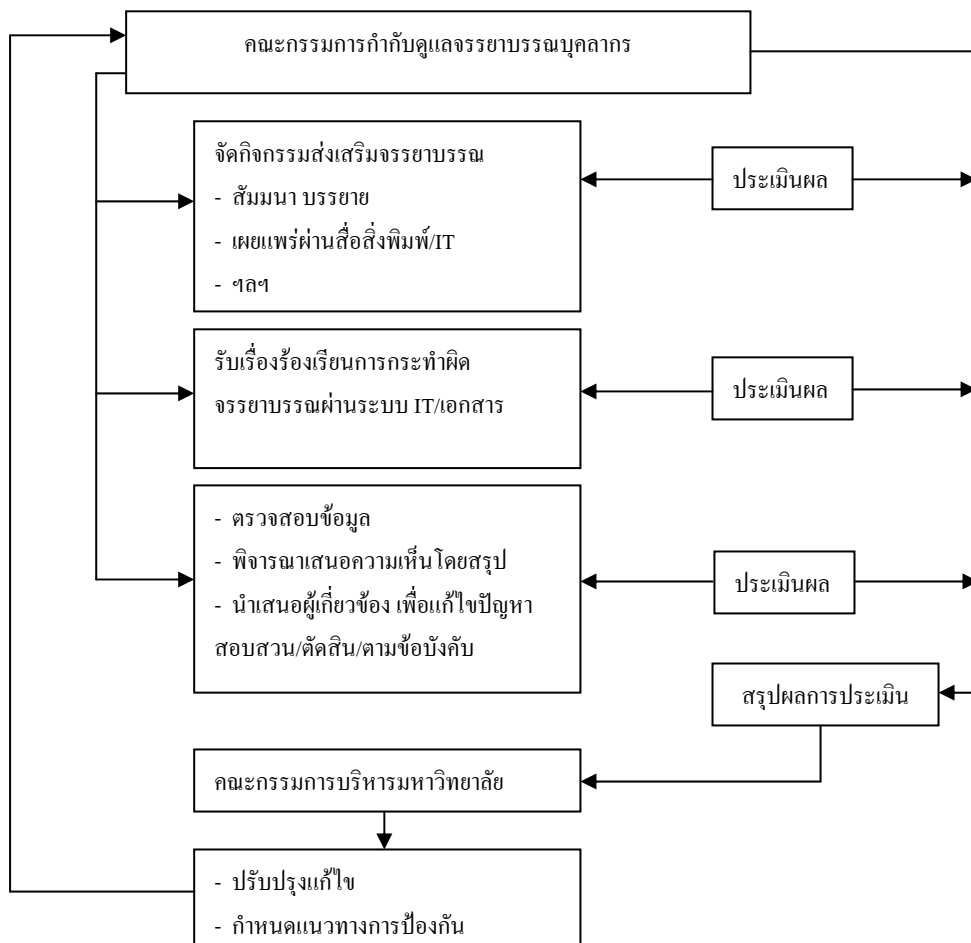 คณะกรรมการกำกับดูแลจรรยาบรรณบุคลากร
จัดกิจกรรมส่งเสริมจรรยาบรรณ
- สัมมนา บรรยาย
- เผยแพร่ผ่านสื่อสิ่งพิมพ์/IT
- ฯลฯ
ประเมินผล
รับเรื่องร้องเรียนการกระทำผิด
จรรยาบรรณผ่านระบบ IT/เอกสาร
ประเมินผล
- ตรวจสอบข้อมูล
- พิจารณาเสนอความเห็นโดยสรุป
- นำเสนอผู้เกี่ยวข้อง เพื่อแก้ไขปัญหา
สอบสวน/ตัดสิน/ตามข้อบังคับ
ประเมินผล
สรุปผลการประเมิน
คณะกรรมการบริหารมหาวิทยาลัย
- ปรับปรุงแก้ไข
- กำหนดแนวทางการป้องกัน